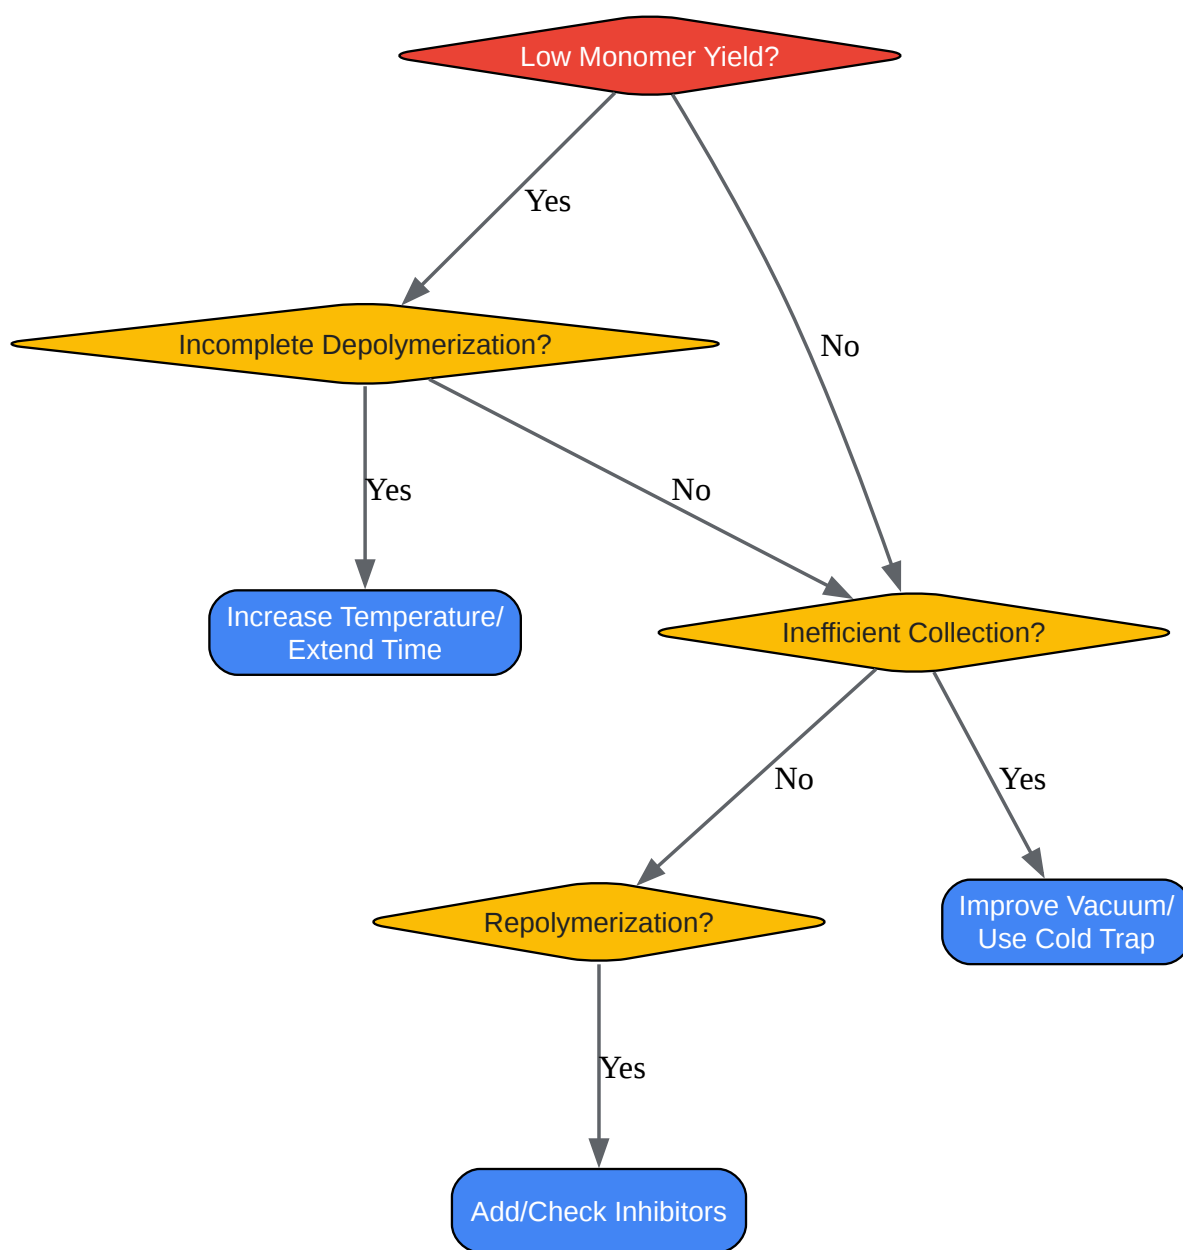 Low Monomer Yield?
Yes
No
Incomplete Depolymerization?
Yes
No
Increase Temperature/
Extend Time
Inefficient Collection?
No
Yes
Repolymerization?
Improve Vacuum/
Use Cold Trap
Yes
Add/Check Inhibitors